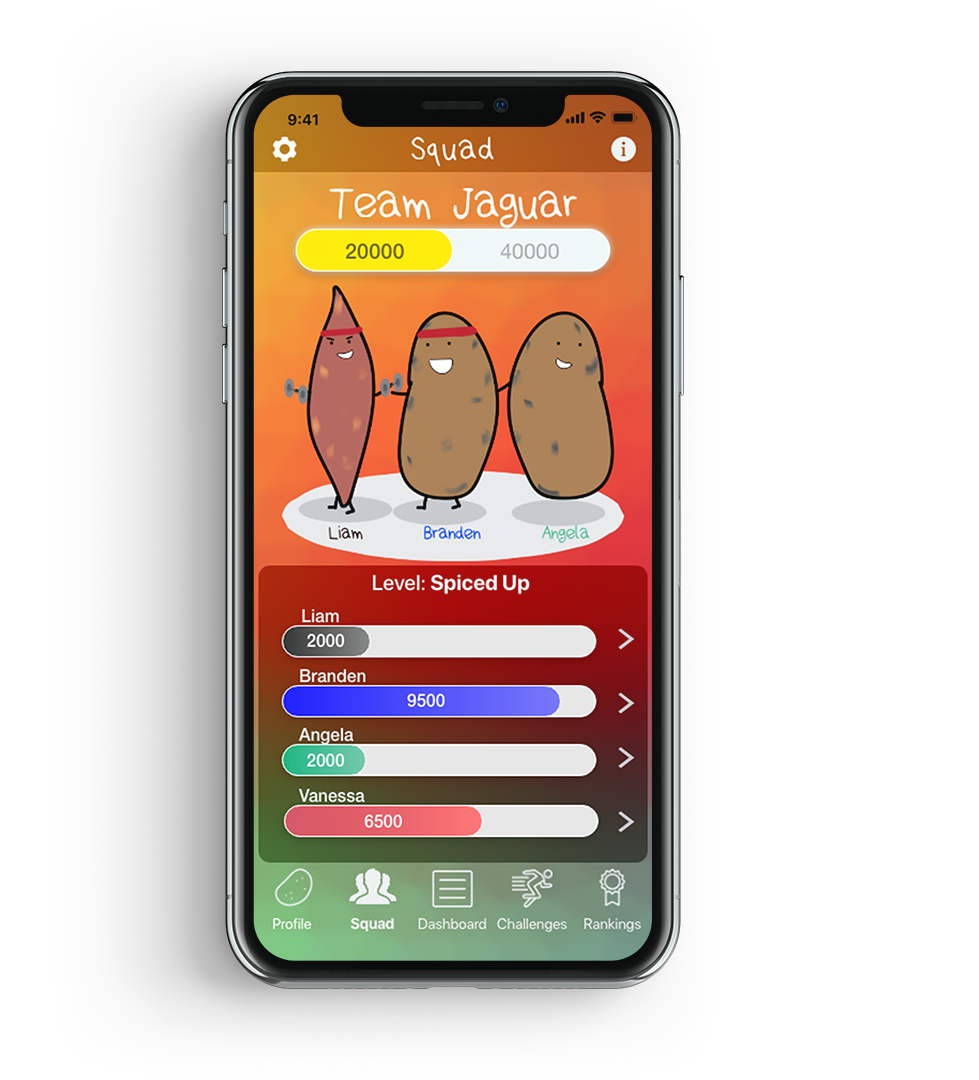 9:41
Squad
Team Jaguar
20000 40000
Liam Branden Angela
Level: Spiced Up
Liam
2000
Branden
9500
Angela
2000
Vanessa
6500
Profile Squad Dashboard Challenges Rankings